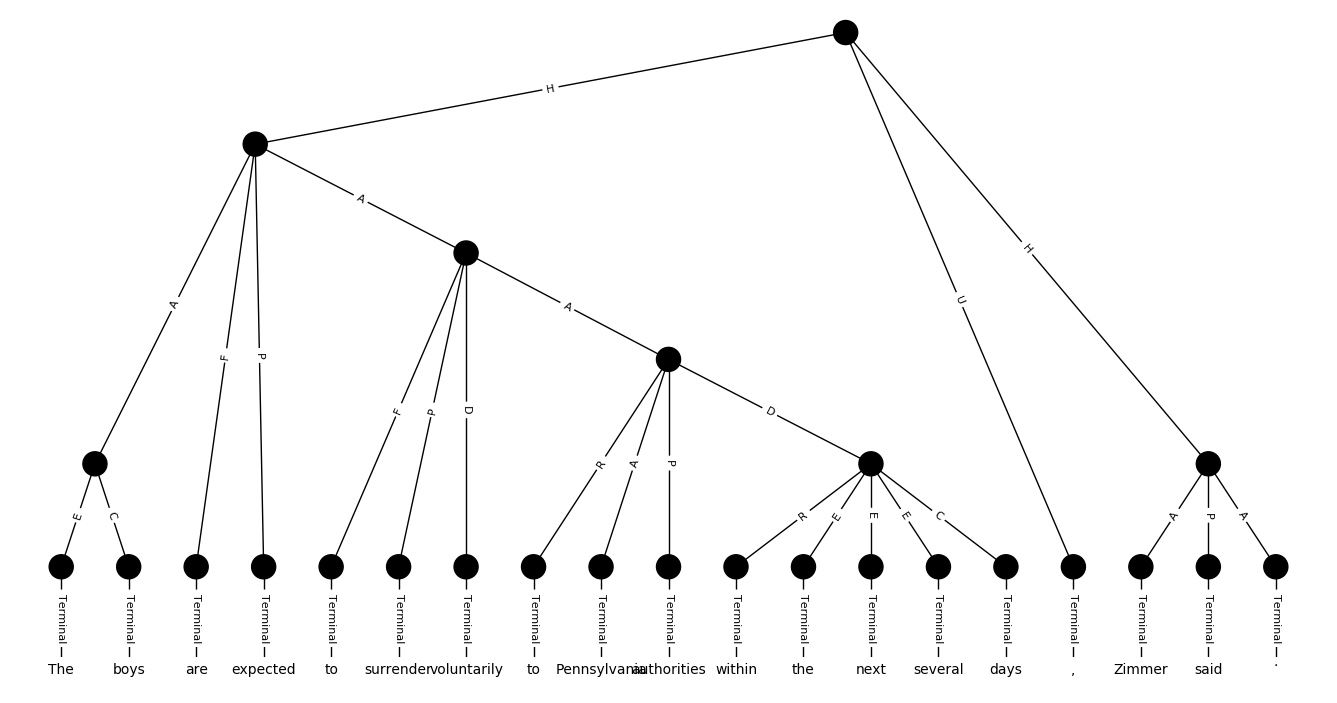 H
A
A
F
P
A
U
H
F
P
D
R
A
P
D
E
C
R
E
E
E
C
A
P
A
Terminal Terminal Terminal Terminal Terminal Terminal Terminal Terminal Terminal Terminal Terminal Terminal Terminal Terminal Terminal Terminal Terminal Terminal Terminal
The boys are expected to surrender voluntarily to Pennsylvania authorities within the next several days , Zimmer said .